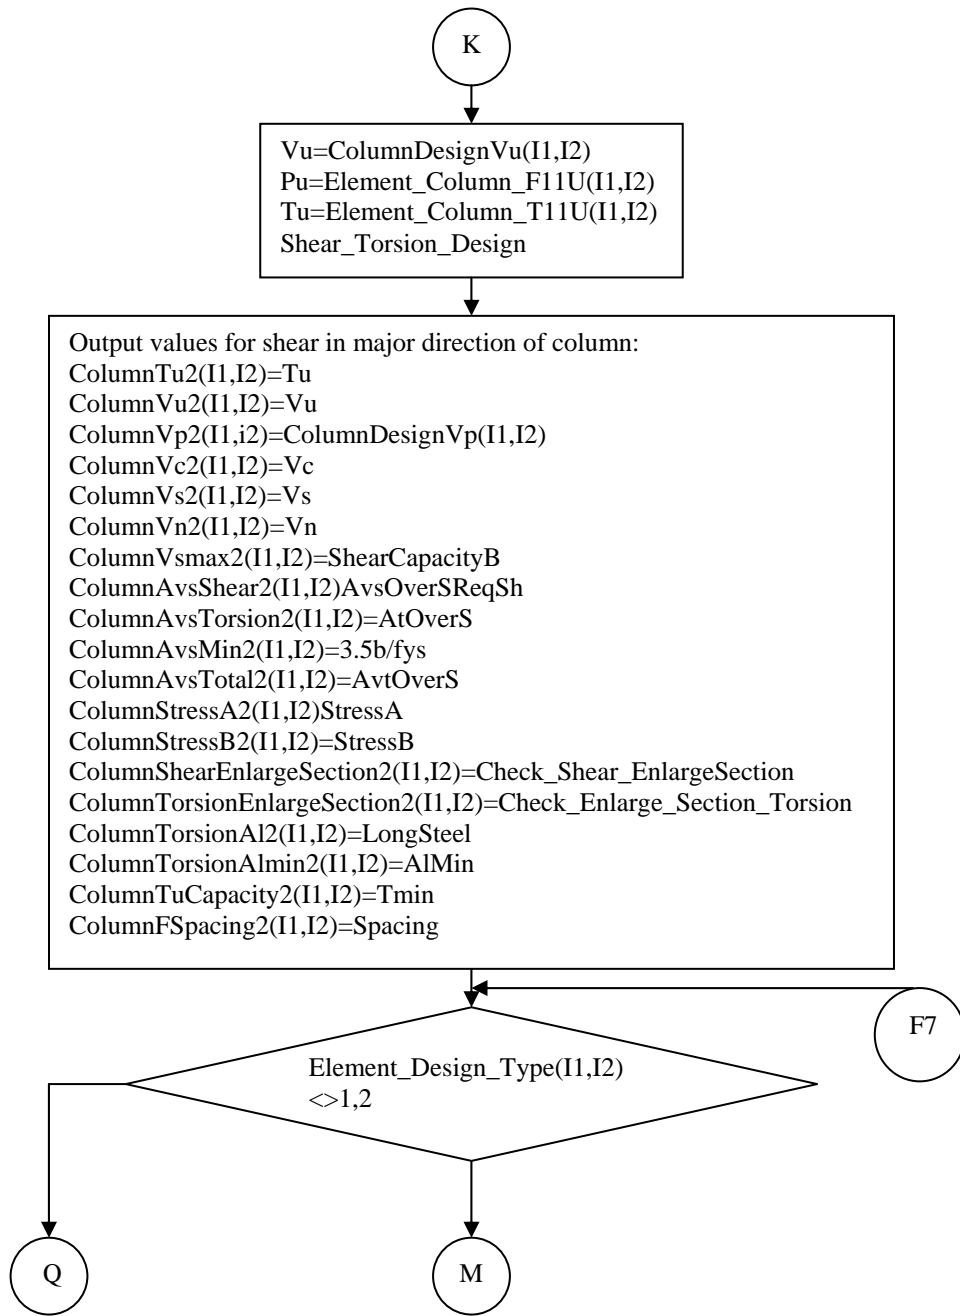 K
Vu=ColumnDesignVu(I1,I2)
Pu=Element_Column_F11U(I1,I2)
Tu=Element_Column_T11U(I1,I2)
Shear_Torsion_Design
Output values for shear in major direction of column:
ColumnTu2(I1,I2)=Tu
ColumnVu2(I1,I2)=Vu
ColumnVp2(I1,i2)=ColumnDesignVp(I1,I2)
ColumnVc2(I1,I2)=Vc
ColumnVs2(I1,I2)=Vs
ColumnVn2(I1,I2)=Vn
ColumnVsmax2(I1,I2)=ShearCapacityB
ColumnAvsShear2(I1,I2)AvsOverSReqSh
ColumnAvsTorsion2(I1,I2)=AtOverS
ColumnAvsMin2(I1,I2)=3.5b/fys
ColumnAvsTotal2(I1,I2)=AvtOverS
ColumnStressA2(I1,I2)StressA
ColumnStressB2(I1,I2)=StressB
ColumnShearEnlargeSection2(I1,I2)=Check_Shear_EnlargeSection
ColumnTorsionEnlargeSection2(I1,I2)=Check_Enlarge_Section_Torsion
ColumnTorsionAl2(I1,I2)=LongSteel
ColumnTorsionAlmin2(I1,I2)=AlMin
ColumnTuCapacity2(I1,I2)=Tmin
ColumnFSpacing2(I1,I2)=Spacing
F7
Element_Design_Type(I1,I2)
<>1,2
Q
M